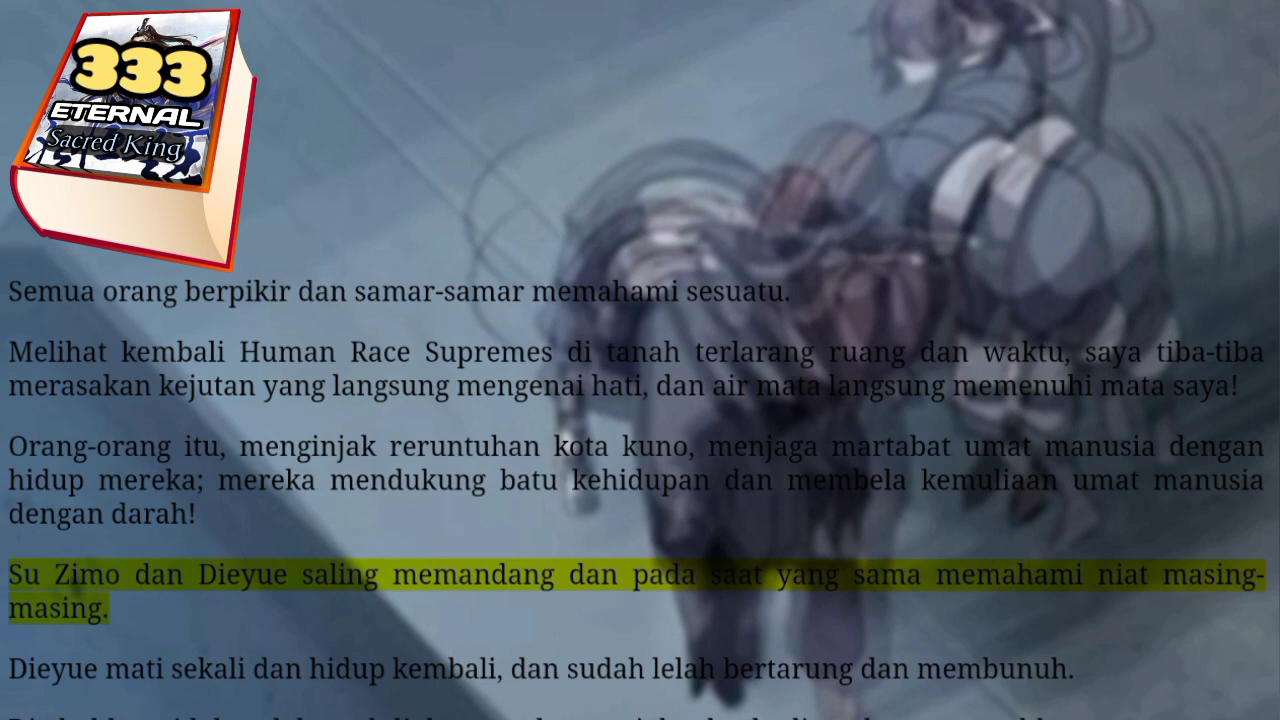 333
ETERNAL
Sacred King
Semua orang berpikir dan samar-samar memahami sesuatu.
Melihat kembali Human Race Supremes di tanah terlarang ruang dan waktu, saya tiba-tiba
merasakan kejutan yang langsung mengenai hati, dan air mata langsung memenuhi mata saya!
Orang-orang itu, menginjak reruntuhan kota kuno, menjaga martabat umat manusia dengan
hidup mereka; mereka mendukung batu kehidupan dan membela kemuliaan umat manusia
dengan darah!
Su Zimo dan Dieyue saling memandang dan pada saat yang sama memahami niat masing-
masing.
Dieyue mati sekali dan hidup kembali, dan sudah lelah bertarung dan membunuh.